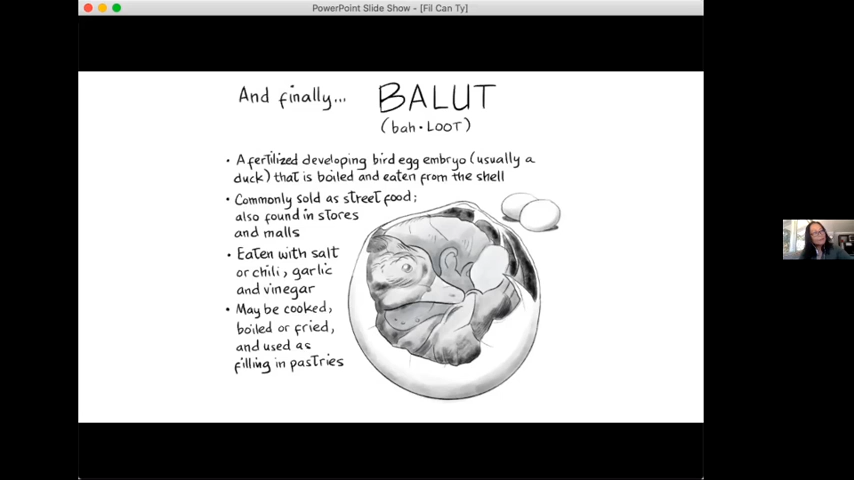 PowerPoint Slide Show - [Fil Can Ty]
And finally... BALUT
(bah • LOOT)
• A fertilized developing bird egg embryo (usually a
duck) that is boiled and eaten from the shell
• Commonly sold as street food;
also found in stores
and malls
• Eaten with salt
or chili, garlic
and vinegar
• May be cooked,
boiled or fried,
and used as
filling in pastries